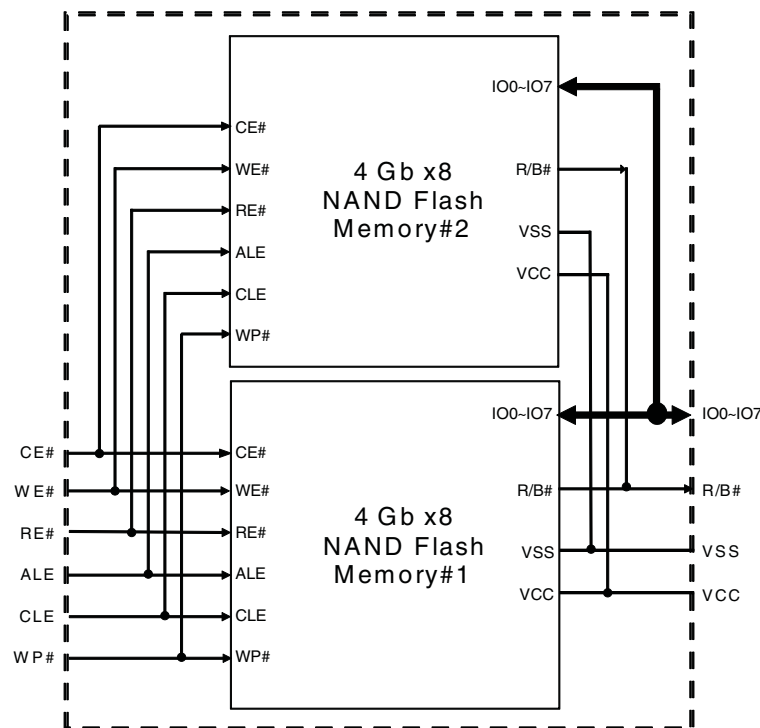 IO0~IO7
CE#
WE#
RE#
ALE
CLE
WP#
4 Gb x8
NAND Flash
Memory#2
R/B#
VSS
VCC
IO0~IO7
IO0~IO7
CE#
WE#
RE#
ALE
CLE
WP#
CE#
WE#
RE#
ALE
CLE
WP#
4 Gb x8
NAND Flash
Memory#1
R/B#
VSS
VCC
R/B#
VSS
VCC